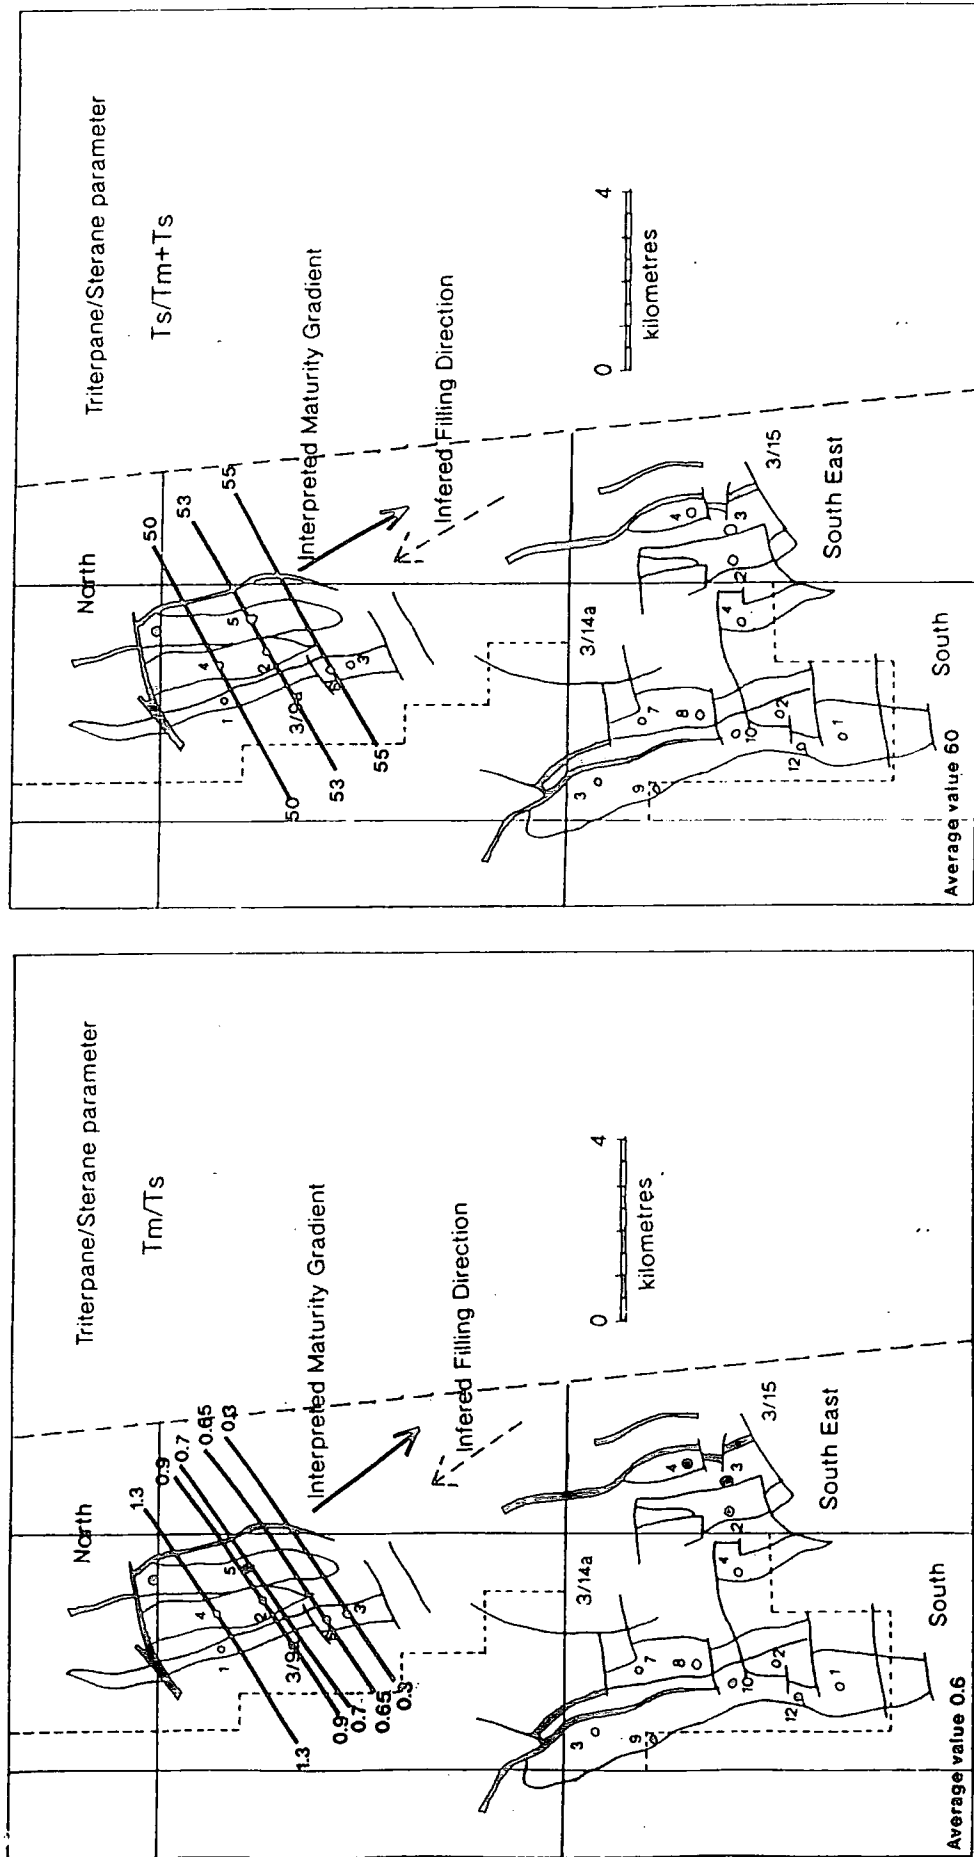 Triterpane/Sterane parameter
Ts/Tm+Ts
North
50
53
55
Interpreted Maturity Gradient
Infered Filling Direction
1
4
5
2
3/9a
3
50
53
55
0
4
kilometres
3/14a
3/15
7
8
3
9
10
2
12
1
4
2
3
4
South East
South
Average value 60
Triterpane/Sterane parameter
Tm/Ts
North
1.3
0.9
0.7
0.65
0.3
Interpreted Maturity Gradient
Infered Filling Direction
1
4
5
2
3/9a
3
1.3
0.9
0.7
0.65
0.3
0
4
kilometres
3/14a
3/15
7
8
3
9
10
2
12
1
4
2
3
4
South East
South
Average value 0.6